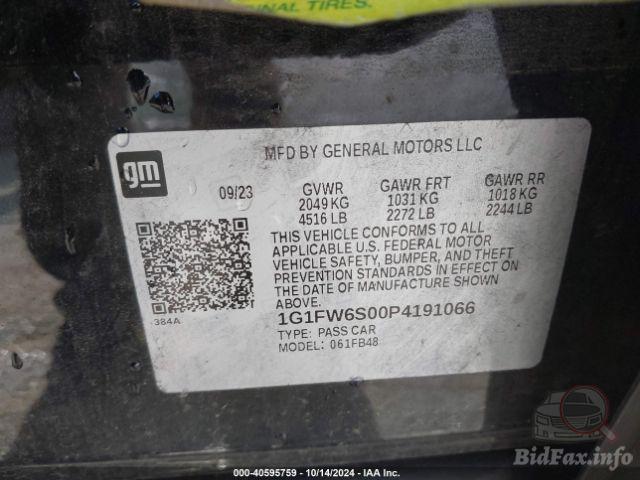 INAL TIRES.
gm
MFD BY GENERAL MOTORS LLC
09/23
GVWR GAWR FRT GAWR RR
2049 KG 1031 KG 1018 KG
4516 LB 2272 LB 2244 LB
THIS VEHICLE CONFORMS TO ALL
APPLICABLE U.S. FEDERAL MOTOR
VEHICLE SAFETY, BUMPER, AND THEFT
PREVENTION STANDARDS IN EFFECT ON
THE DATE OF MANUFACTURE SHOWN
ABOVE.
384A
1G1FW6S00P4191066
TYPE: PASS CAR
MODEL: 061FB48
BidFax.info
000-40595759 - 10/14/2024 - IAA Inc.